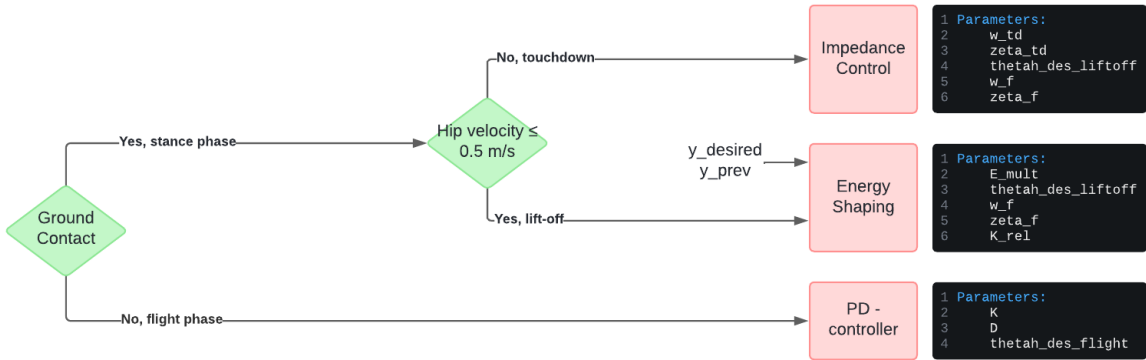 Impedance
Control
1 Parameters:
2 w_td
3 zeta_td
4 thetah_des_liftoff
5 w_f
6 zeta_f
No, touchdown
Yes, stance phase
Hip velocity ≤
0.5 m/s
y_desired
y_prev
Energy
Shaping
1 Parameters:
2 E_mult
3 thetah_des_liftoff
4 w_f
5 zeta_f
6 K_rel
Ground
Contact
Yes, lift-off
No, flight phase
PD -
controller
1 Parameters:
2 K
3 D
4 thetah_des_flight